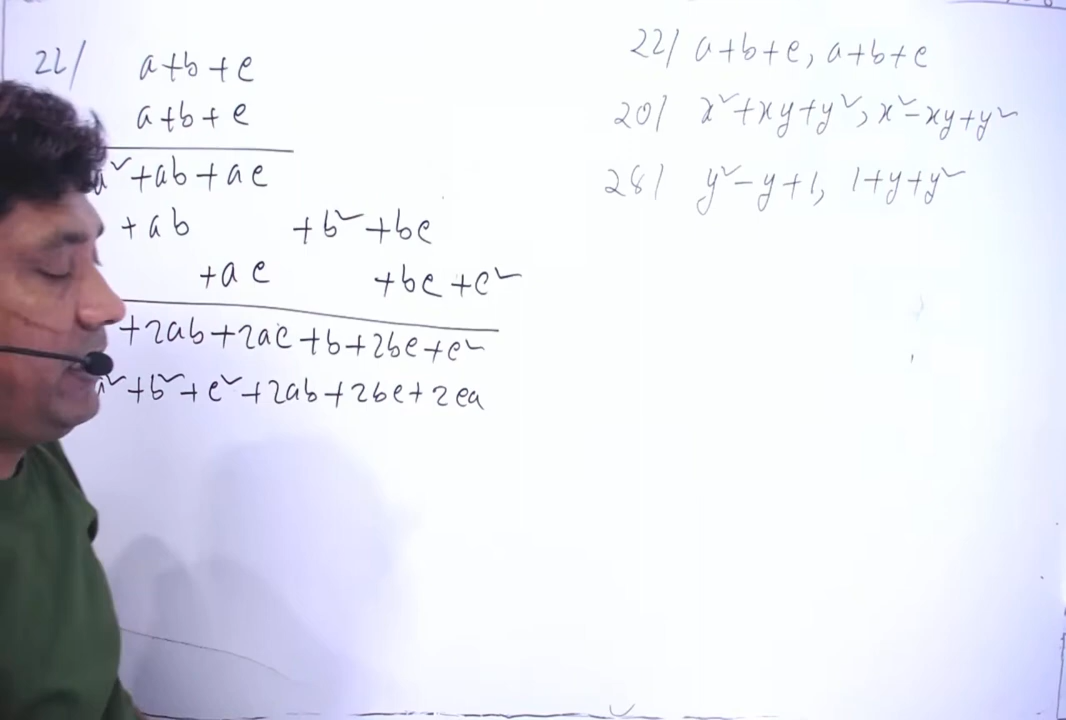 22/ a+b+c
a+b+c
a²+ab+ac
+ab +b²+bc
+ac +bc+c²
+2ab+2ac+b+2bc+c²
a²+b²+c²+2ab+2bc+2ca
22/ a+b+c, a+b+c
20/ x²+xy+y², x²-xy+y²
28/ y²-y+1, 1+y+y²